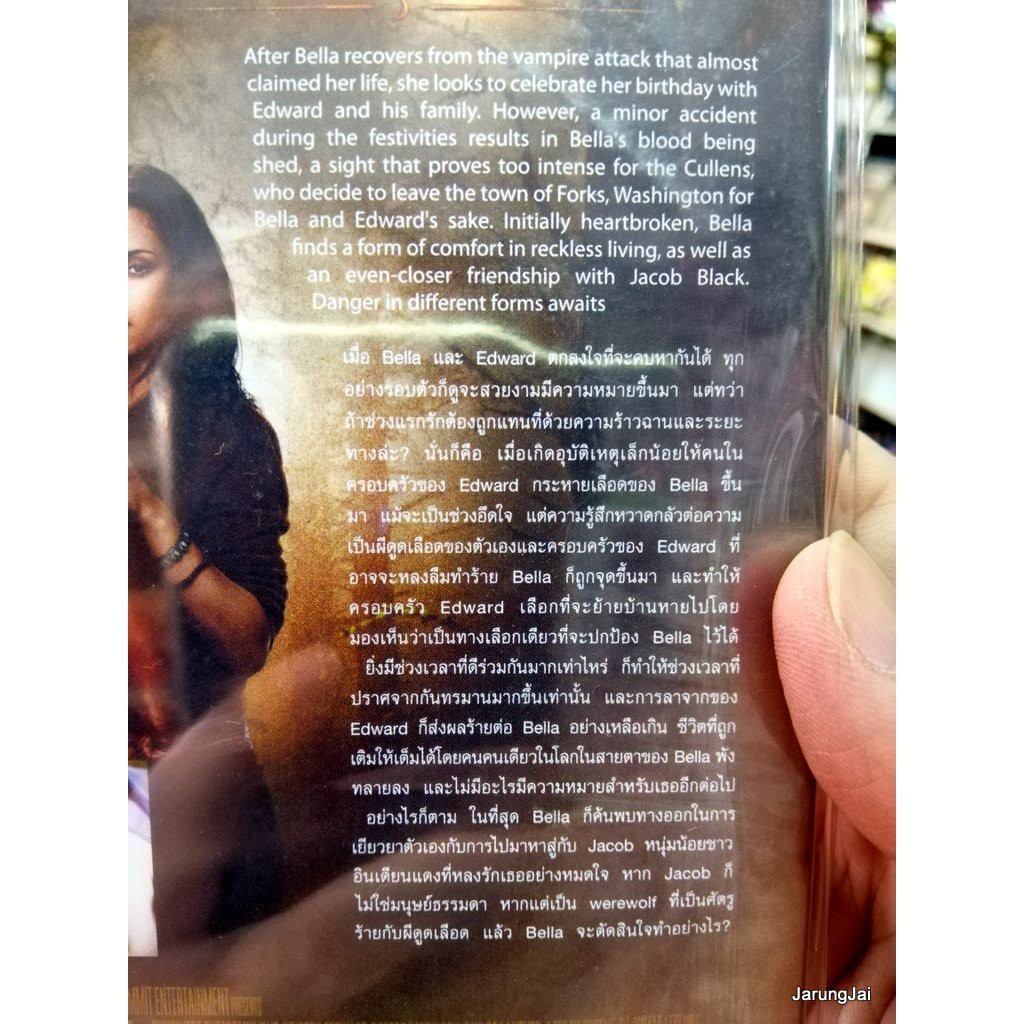 After Bella recovers from the vampire attack that almost
claimed her life, she looks to celebrate her birthday with
Edward and his family. However, a minor accident
during the festivities results in Bella's blood being
shed, a sight that proves too intense for the Cullens,
who decide to leave the town of Forks, Washington for
Bella and Edward's sake. Initially heartbroken, Bella
finds a form of comfort in reckless living, as well as
an even-closer friendship with Jacob Black.
Danger in different forms awaits
เมื่อ Bella และ Edward ตกลงใจที่จะคบหากันได้ ทุก
อย่างรอบตัวก็ดูจะสวยงามมีความหมายขึ้นมา แต่ทว่า
ถ้าช่วงแรกรักต้องถูกแทนที่ด้วยความร้าวฉานและระยะ
ทางล่ะ? นั่นก็คือ เมื่อเกิดอุบัติเหตุเล็กน้อยให้คนใน
ครอบครัวของ Edward กระหายเลือดของ Bella ขึ้น
มา แม้จะเป็นช่วงอึดใจ แต่ความรู้สึกหวาดกลัวต่อความ
เป็นผีดูดเลือดของตัวเองและครอบครัวของ Edward ที่
อาจจะหลงลืมทำร้าย Bella ก็ถูกจุดขึ้นมา และทำให้
ครอบครัว Edward เลือกที่จะย้ายบ้านหายไปโดย
มองเห็นว่าเป็นทางเลือกเดียวที่จะปกป้อง Bella ไว้ได้
ยิ่งมีช่วงเวลาที่ดีร่วมกันมากเท่าไหร่ ก็ทำให้ช่วงเวลาที่
ปราศจากกันทรมานมากขึ้นเท่านั้น และการลาจากของ
Edward ก็ส่งผลร้ายต่อ Bella อย่างเหลือเกิน ชีวิตที่ถูก
เติมให้เต็มได้โดยคนคนเดียวในโลกในสายตาของ Bella พัง
ทลายลง และไม่มีอะไรมีความหมายสำหรับเธออีกต่อไป
อย่างไรก็ตาม ในที่สุด Bella ก็ค้นพบทางออกในการ
เยียวยาตัวเองกับการไปมาหาสู่กับ Jacob หนุ่มน้อยชาว
อินเดียนแดงที่หลงรักเธออย่างหมดใจ หาก Jacob ก็
ไม่ใช่มนุษย์ธรรมดา หากแต่เป็น werewolf ที่เป็นศัตรู
ร้ายกับผีดูดเลือด แล้ว Bella จะตัดสินใจทำอย่างไร?
ENTERTAINMENT PRESENTS
JarungJai